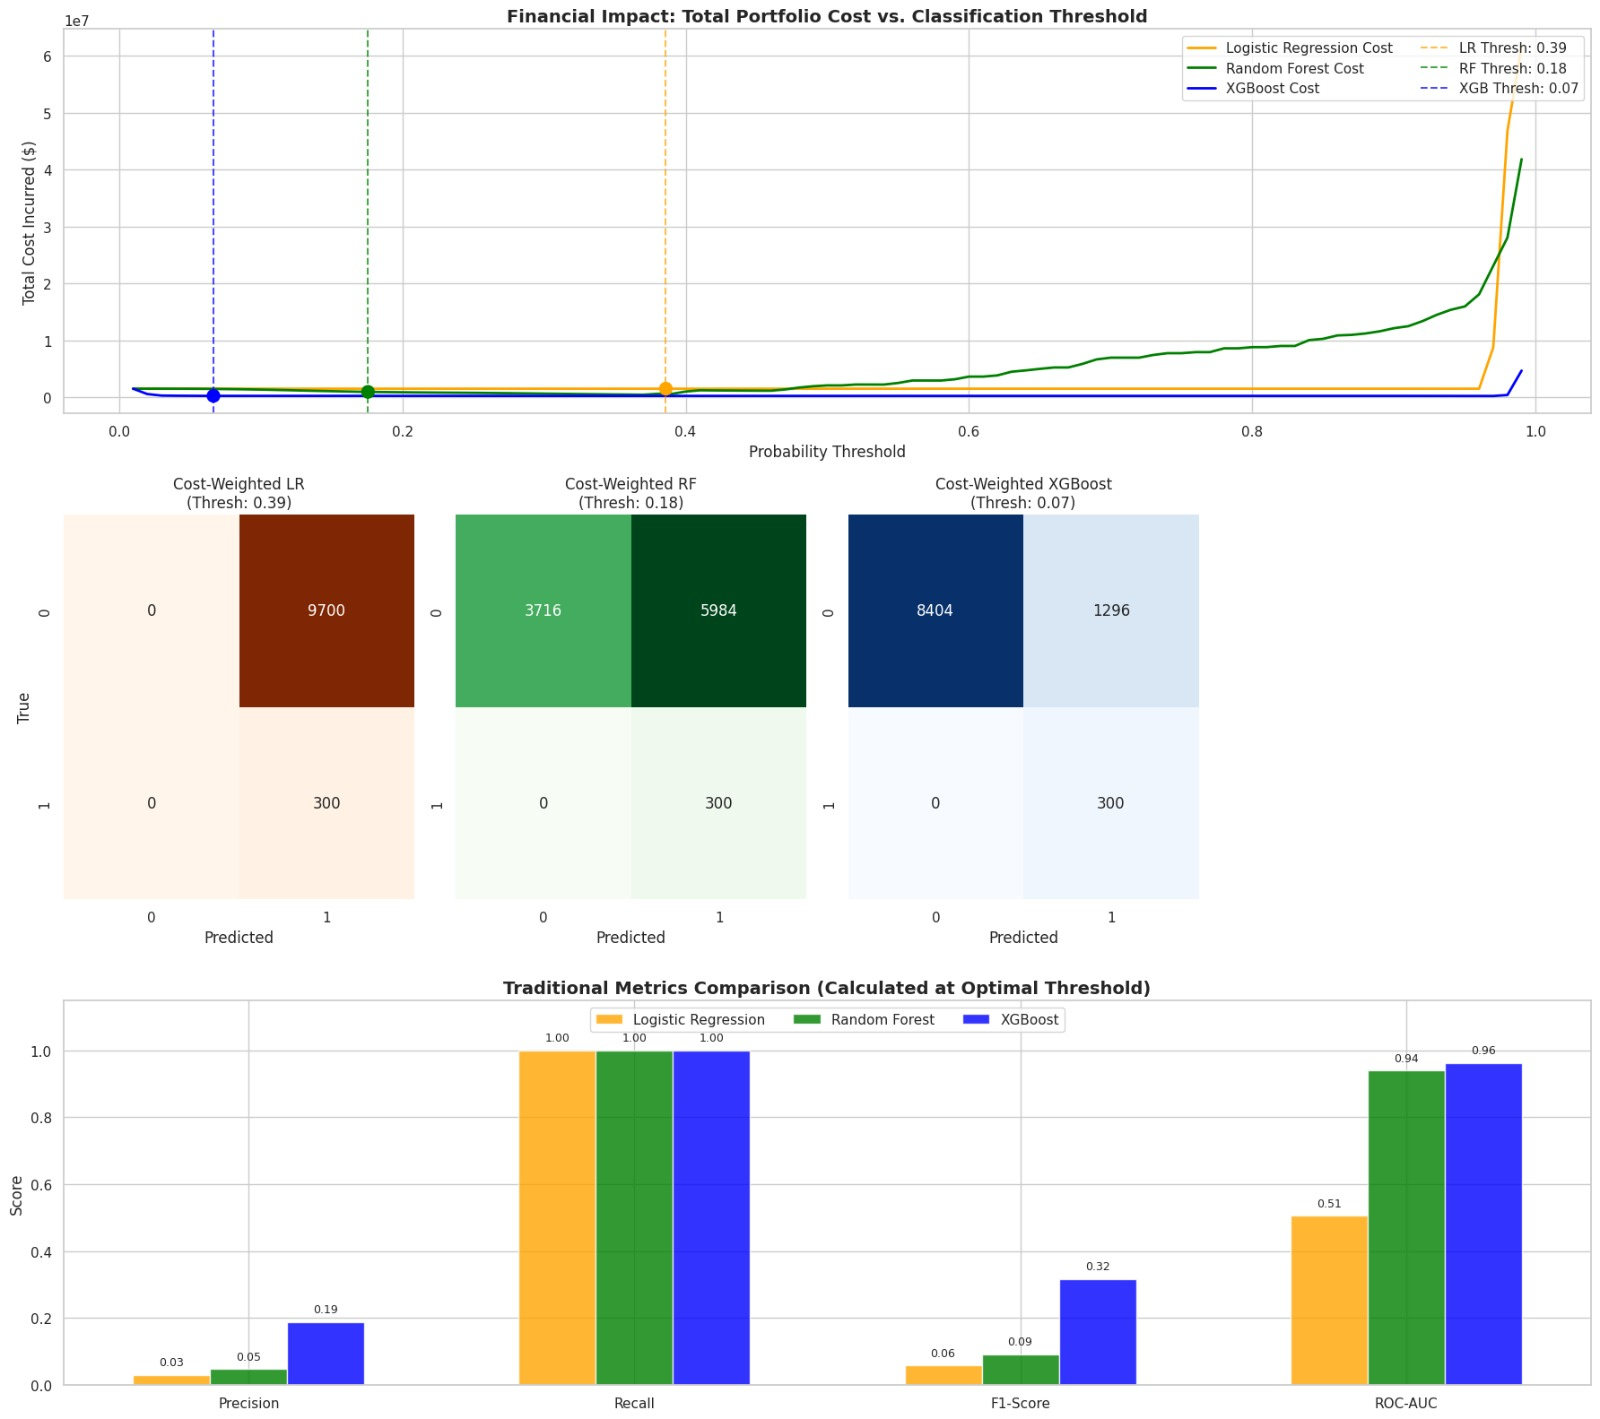 Financial Impact: Total Portfolio Cost vs. Classification Threshold
1e7
Total Cost Incurred ($)
6
5
4
3
2
1
0
Logistic Regression Cost
Random Forest Cost
XGBoost Cost
LR Thresh: 0.39
RF Thresh: 0.18
XGB Thresh: 0.07
0.0 0.2 0.4 0.6 0.8 1.0
Probability Threshold
Cost-Weighted LR
(Thresh: 0.39)
True
0
1
0 9700
0 300
0 1
Predicted
Cost-Weighted RF
(Thresh: 0.18)
0
1
3716 5984
0 300
0 1
Predicted
Cost-Weighted XGBoost
(Thresh: 0.07)
0
1
8404 1296
0 300
0 1
Predicted
Traditional Metrics Comparison (Calculated at Optimal Threshold)
Logistic Regression Random Forest XGBoost
Score
1.0
0.8
0.6
0.4
0.2
0.0
0.03 0.05 0.19
1.00 1.00 1.00
0.06 0.09 0.32
0.51 0.94 0.96
Precision Recall F1-Score ROC-AUC